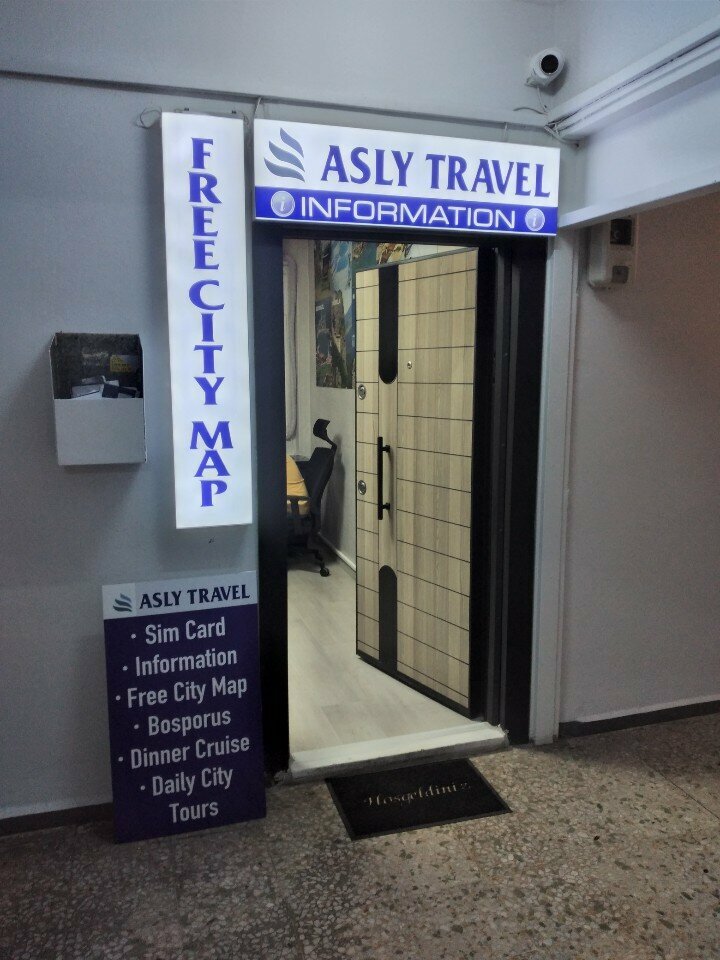 FREE CITY MAP
ASLY TRAVEL
i INFORMATION i
ASLY TRAVEL
• Sim Card
• Information
• Free City Map
• Bosporus
• Dinner Cruise
• Daily City
Tours
Hoşgeldiniz